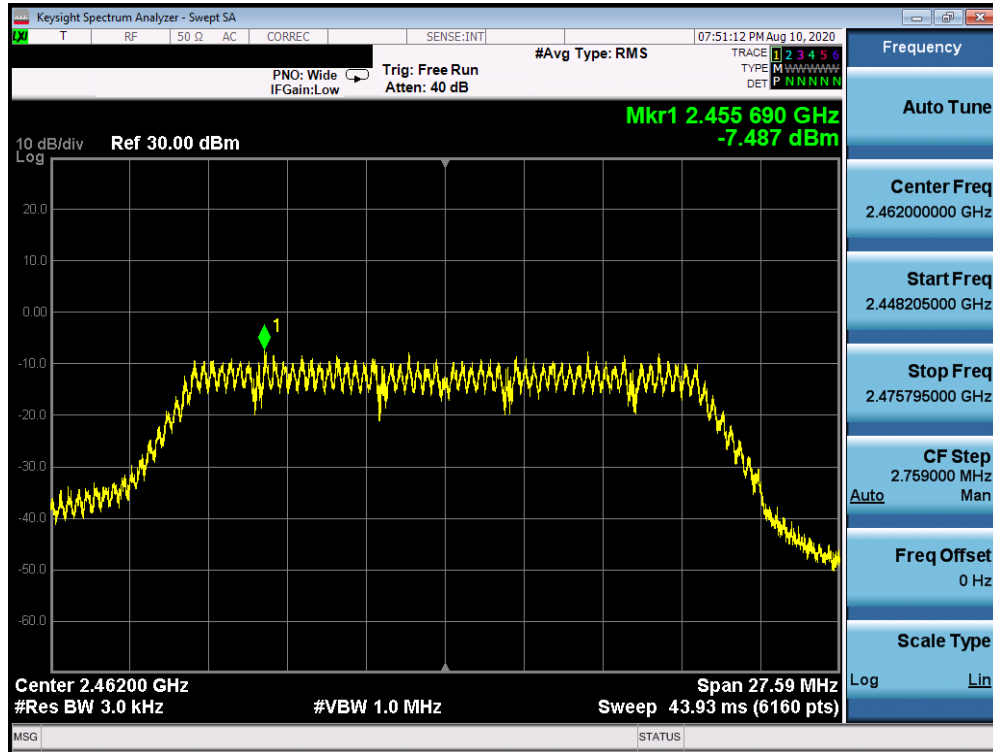 Keysight Spectrum Analyzer - Swept SA
LXI T RF 50 Ω AC CORREC SENSE:INT 07:51:12 PM Aug 10, 2020
#Avg Type: RMS TRACE 1 2 3 4 5 6
PNO: Wide Trig: Free Run TYPE M W W W W W
IFGain:Low Atten: 40 dB DET P N N N N N
Mkr1 2.455 690 GHz
-7.487 dBm
10 dB/div Ref 30.00 dBm
Log
20.0
10.0
0.00
1
-10.0
-20.0
-30.0
-40.0
-50.0
-60.0
Center 2.46200 GHz Span 27.59 MHz
#Res BW 3.0 kHz #VBW 1.0 MHz Sweep 43.93 ms (6160 pts)
MSG STATUS
Frequency
Auto Tune
Center Freq
2.462000000 GHz
Start Freq
2.448205000 GHz
Stop Freq
2.475795000 GHz
CF Step
2.759000 MHz
Auto Man
Freq Offset
0 Hz
Scale Type
Log Lin